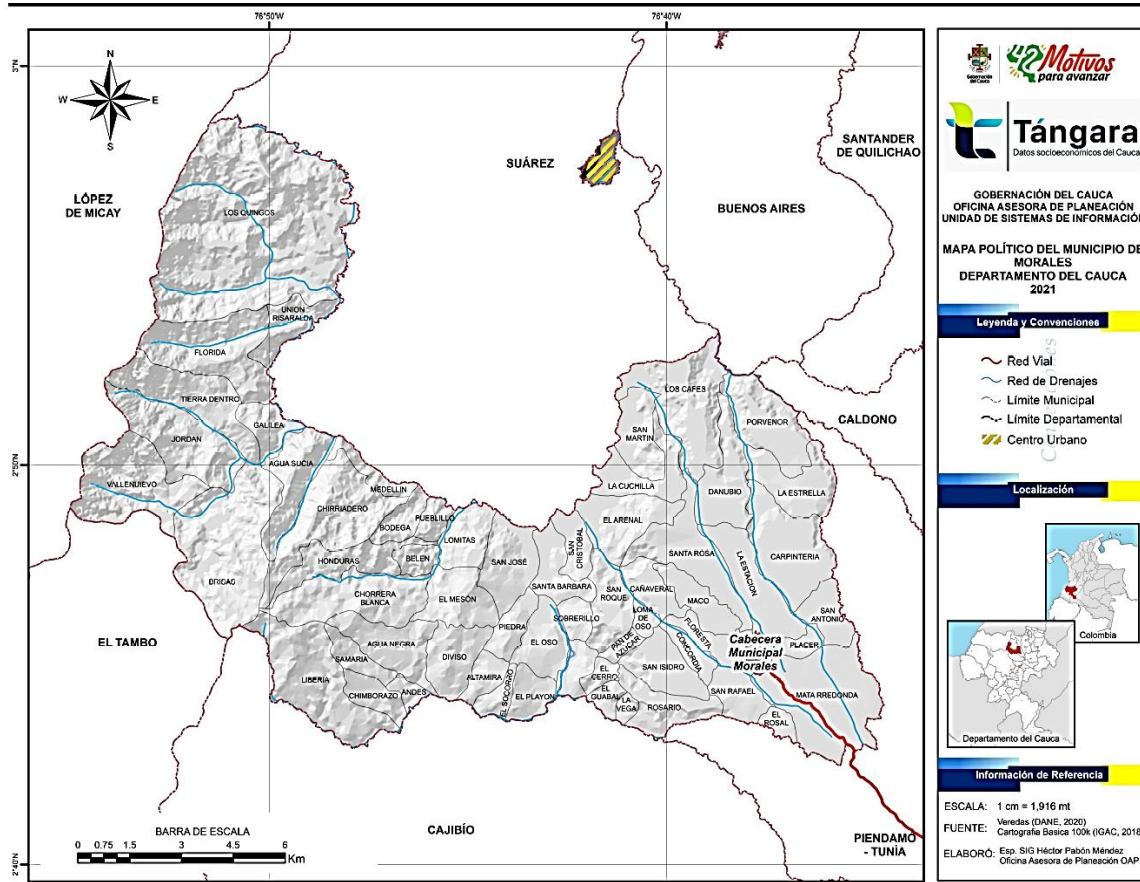 76°50'
76°40'
3°N
N
W
E
S
LÓPEZ
DE MICAY
SUÁREZ
SANTANDER
DE QUILICHAO
BUENOS AIRES
LOS QUINGOS
UNION
RISARALDA
FLORIDA
TIERRA DENTRO
GALILEA
JORDAN
LOS CAFES
PORVENOR
CALDONO
SAN
MARTIN
2°50'N
AGUA SUCIA
VALLENUEVO
MEDELLIN
LA CUCHILLA
DANUBIO
LA ESTRELLA
CHIRRIADERO
BODEGA
PUEBLILLO
LOMITAS
EL ARENAL
SAN
CRISTOBAL
HONDURAS
BELEN
SAN JOSÉ
SANTA ROSA
LA ESTACION
CARPINTERIA
BRICAS
CHORRERA
BLANCA
EL MESÓN
SANTA BARBARA
SAN
ROQUE
CAÑAVERAL
MACO
SAN
ANTONIO
PIEDRA
SOBRERILLO
LOMA
DE
OSO
FLORESTA
CONCORDIA
EL TAMBO
AGUA NEGRA
DIVISO
EL OSO
PAN DE
AZUCAR
Cabecera
Municipal
Morales
PLACER
SAMARIA
LIBERIA
CHIMBORAZO
ANDES
ALTAMIRA
EL SOCORRO
EL PLAYON
EL
CERRO
EL
GUABAL
LA
VEGA
SAN ISIDRO
ROSARIO
SAN RAFAEL
EL
ROSAL
MATARREDONDA
BARRA DE ESCALA
0 0.75 1.5 3 4.5 6
Km
CAJIBÍO
PIENDAMO
- TUNÍA
2°40'N
Gobernación
del Cauca
42 Motivos
para avanzar
Tángara
Datos socioeconómicos del Cauca
GOBERNACIÓN DEL CAUCA
OFICINA ASESORA DE PLANEACIÓN
UNIDAD DE SISTEMAS DE INFORMACIÓN
MAPA POLÍTICO DEL MUNICIPIO DE
MORALES
DEPARTAMENTO DEL CAUCA
2021
Leyenda y Convenciones
Red Vial
Red de Drenajes
Límite Municipal
Límite Departamental
Centro Urbano
Localización
Colombia
Departamento del Cauca
Información de Referencia
ESCALA: 1 cm = 1,916 mt
FUENTE: Veredas (DANE, 2020)
Cartografia Basica 100k (IGAC, 2018
ELABORÓ: Esp. SIG Héctor Pabón Méndez
Oficina Asesora de Planeación OAP